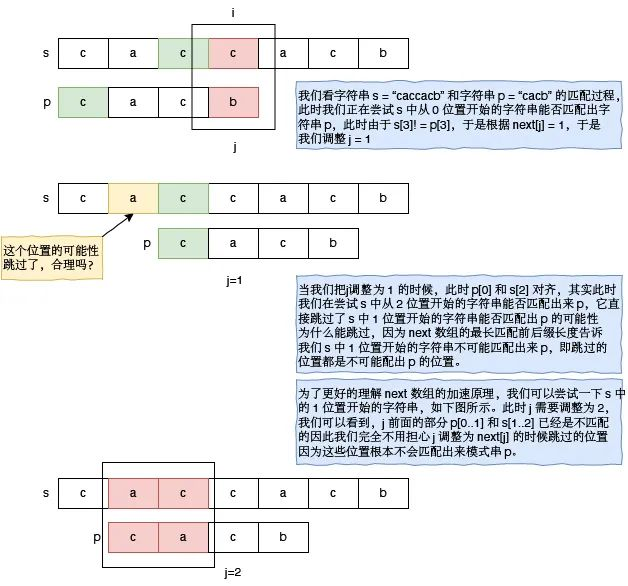 i
s c a c c a c b
p c a c b
j
我们看字符串 s = “caccacb” 和字符串 p = “cacb” 的匹配过程，
此时我们正在尝试 s 中从 0 位置开始的字符串能否匹配出字
符串 p，此时由于 s[3]! = p[3]，于是根据 next[j] = 1，于是
我们调整 j = 1
s c a c c a c b
这个位置的可能性
跳过了，合理吗？
p c a c b
j=1
当我们把j调整为 1 的时候，此时 p[0] 和 s[2] 对齐，其实此时
我们在尝试 s 中从 2 位置开始的字符串能否匹配出来 p，它直
接跳过了 s 中 1 位置开始的字符串能否匹配出 p 的可能性
为什么能跳过，因为 next 数组的最长匹配前后缀长度告诉
我们 s 中 1 位置开始的字符串不可能匹配出来 p，即跳过的
位置都是不可能配出 p 的位置。
为了更好的理解 next 数组的加速原理，我们可以尝试一下 s 中
的 1 位置开始的字符串，如下图所示。此时 j 需要调整为 2，
我们可以看到，j 前面的部分 p[0..1] 和 s[1..2] 已经是不匹配
的因此我们完全不用担心 j 调整为 next[j] 的时候跳过的位置
因为这些位置根本不会匹配出来模式串 p。
s c a c c a c b
p c a c b
j=2